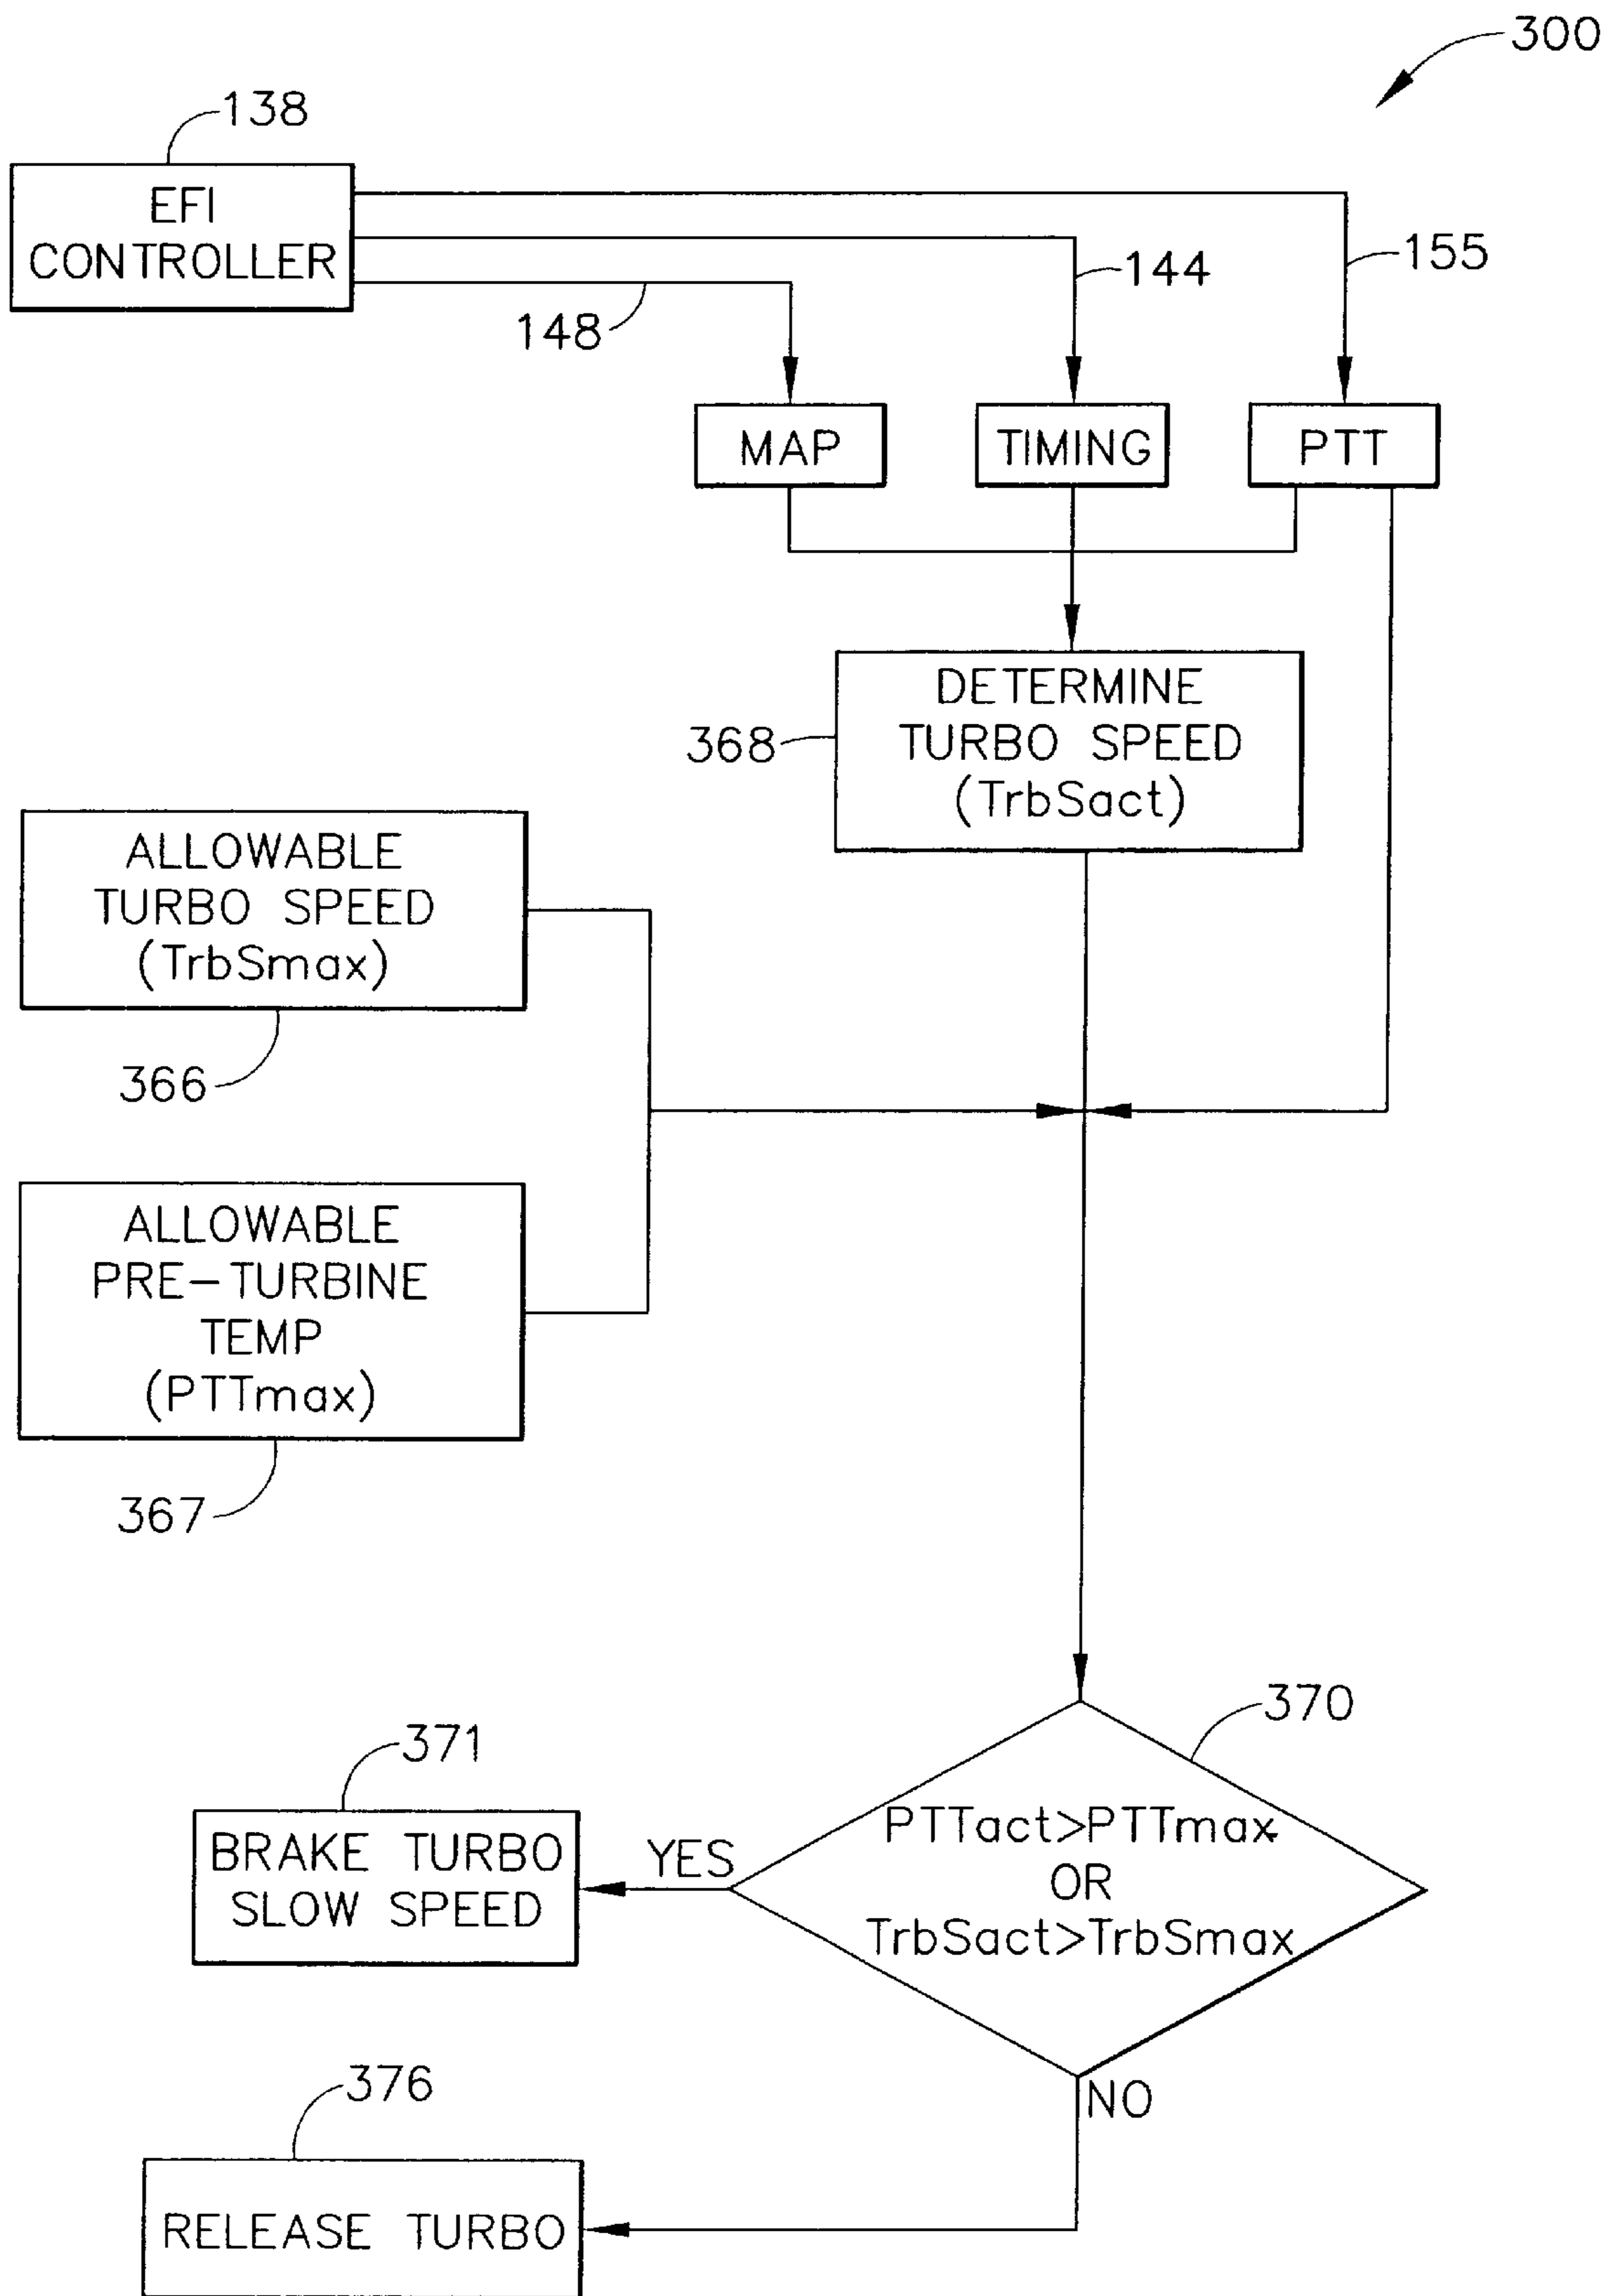 300
138
EFI
CONTROLLER
155
144
148
MAP
TIMING
PTT
DETERMINE
TURBO SPEED
(TrbSact)
368
ALLOWABLE
TURBO SPEED
(TrbSmax)
366
ALLOWABLE
PRE-TURBINE
TEMP
(PTTmax)
367
370
371
PTTact>PTTmax
OR
TrbSact>TrbSmax
YES
BRAKE TURBO
SLOW SPEED
NO
376
RELEASE TURBO